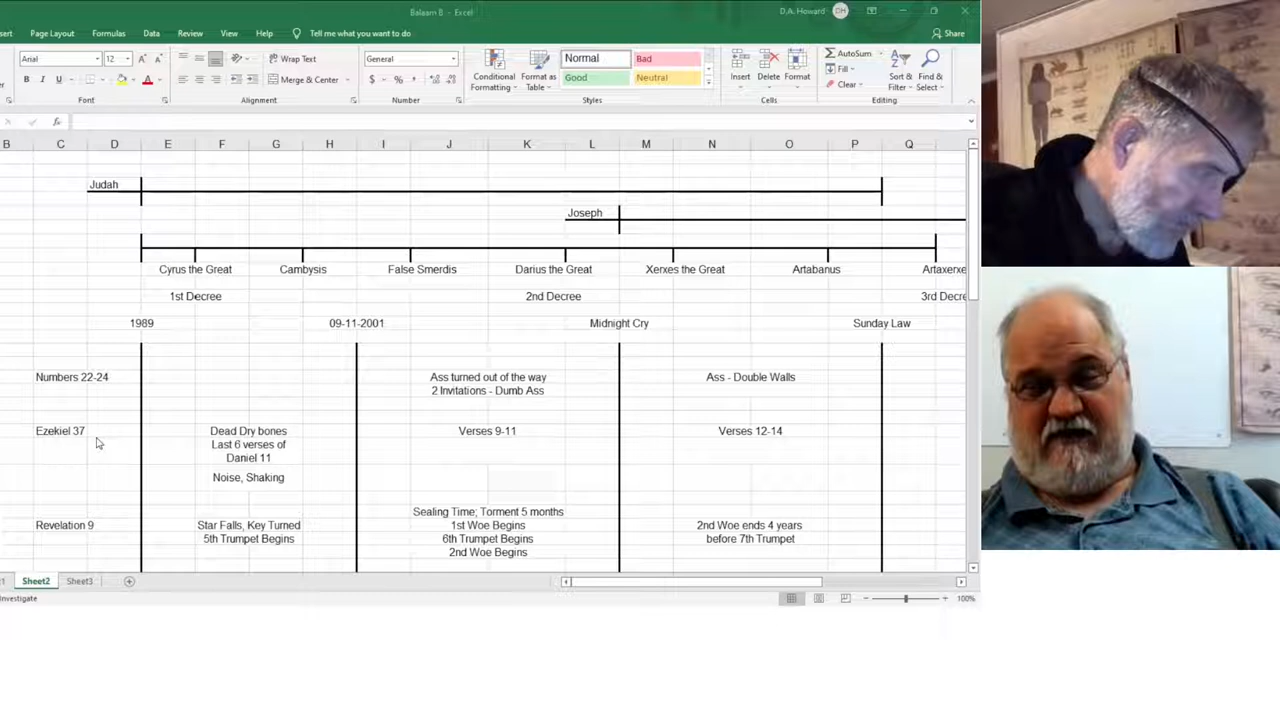 Balaam B - Excel
D.A. Howard
DH
sert Page Layout Formulas Data Review View Help Tell me what you want to do Share
Arial 12 Wrap Text General Normal Bad AutoSum
B I U Merge & Center $ % Conditional Formatting Format as Table Good Neutral Insert Delete Format Fill Clear Sort & Filter Find & Select
Font Alignment Number Styles Cells Editing
fx
B C D E F G H I J K L M N O P Q
Judah
Joseph
Cyrus the Great Cambysis False Smerdis Darius the Great Xerxes the Great Artabanus Artaxerxe
1st Decree 2nd Decree 3rd Decre
1989 09-11-2001 Midnight Cry Sunday Law
Numbers 22-24 Ass turned out of the way Ass - Double Walls
2 Invitations - Dumb Ass
Ezekiel 37 Dead Dry bones Verses 9-11 Verses 12-14
Last 6 verses of
Daniel 11
Noise, Shaking
Sealing Time; Torment 5 months
Revelation 9 Star Falls, Key Turned 1st Woe Begins 2nd Woe ends 4 years
5th Trumpet Begins 6th Trumpet Begins before 7th Trumpet
2nd Woe Begins
1 Sheet2 Sheet3
nvestigate 100%